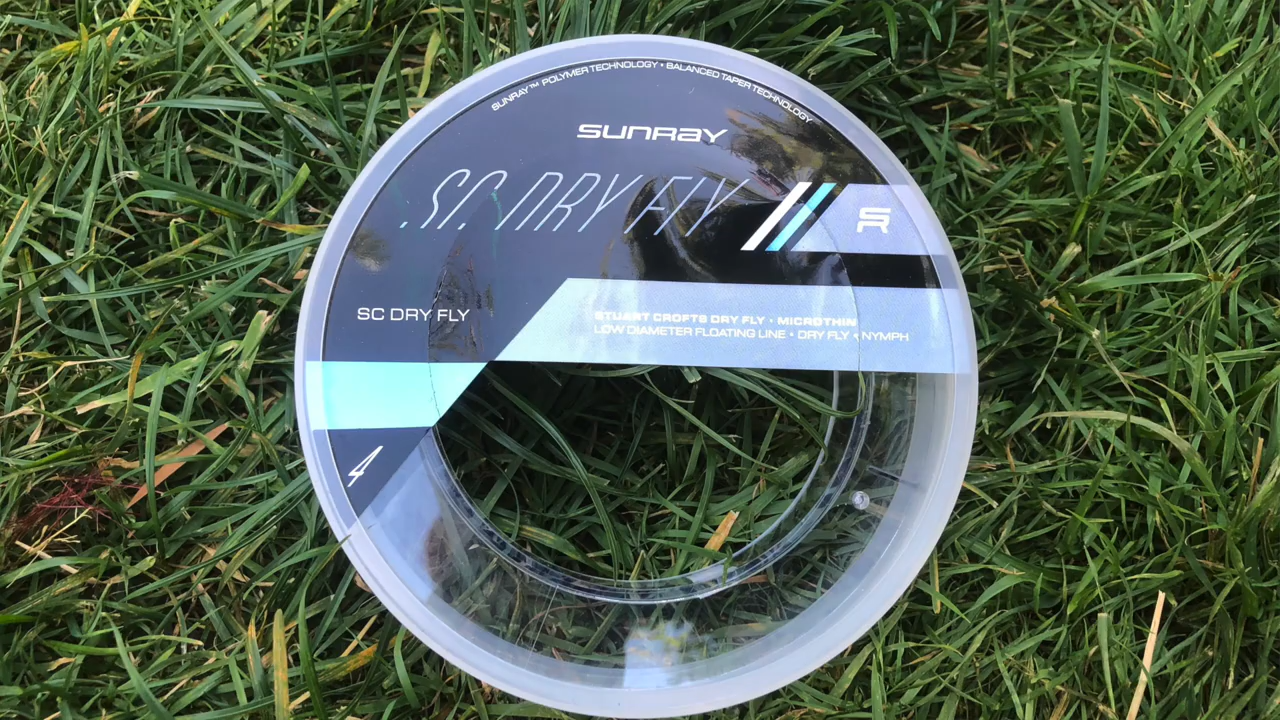 SUNRAY™ POLYMER TECHNOLOGY • BALANCED TAPER TECHNOLOGY
SUNRAY
SC DRY FLY
SR
SC DRY FLY
STUART CROFTS DRY FLY • MICROTHIN
LOW DIAMETER FLOATING LINE • DRY FLY • NYMPH
4